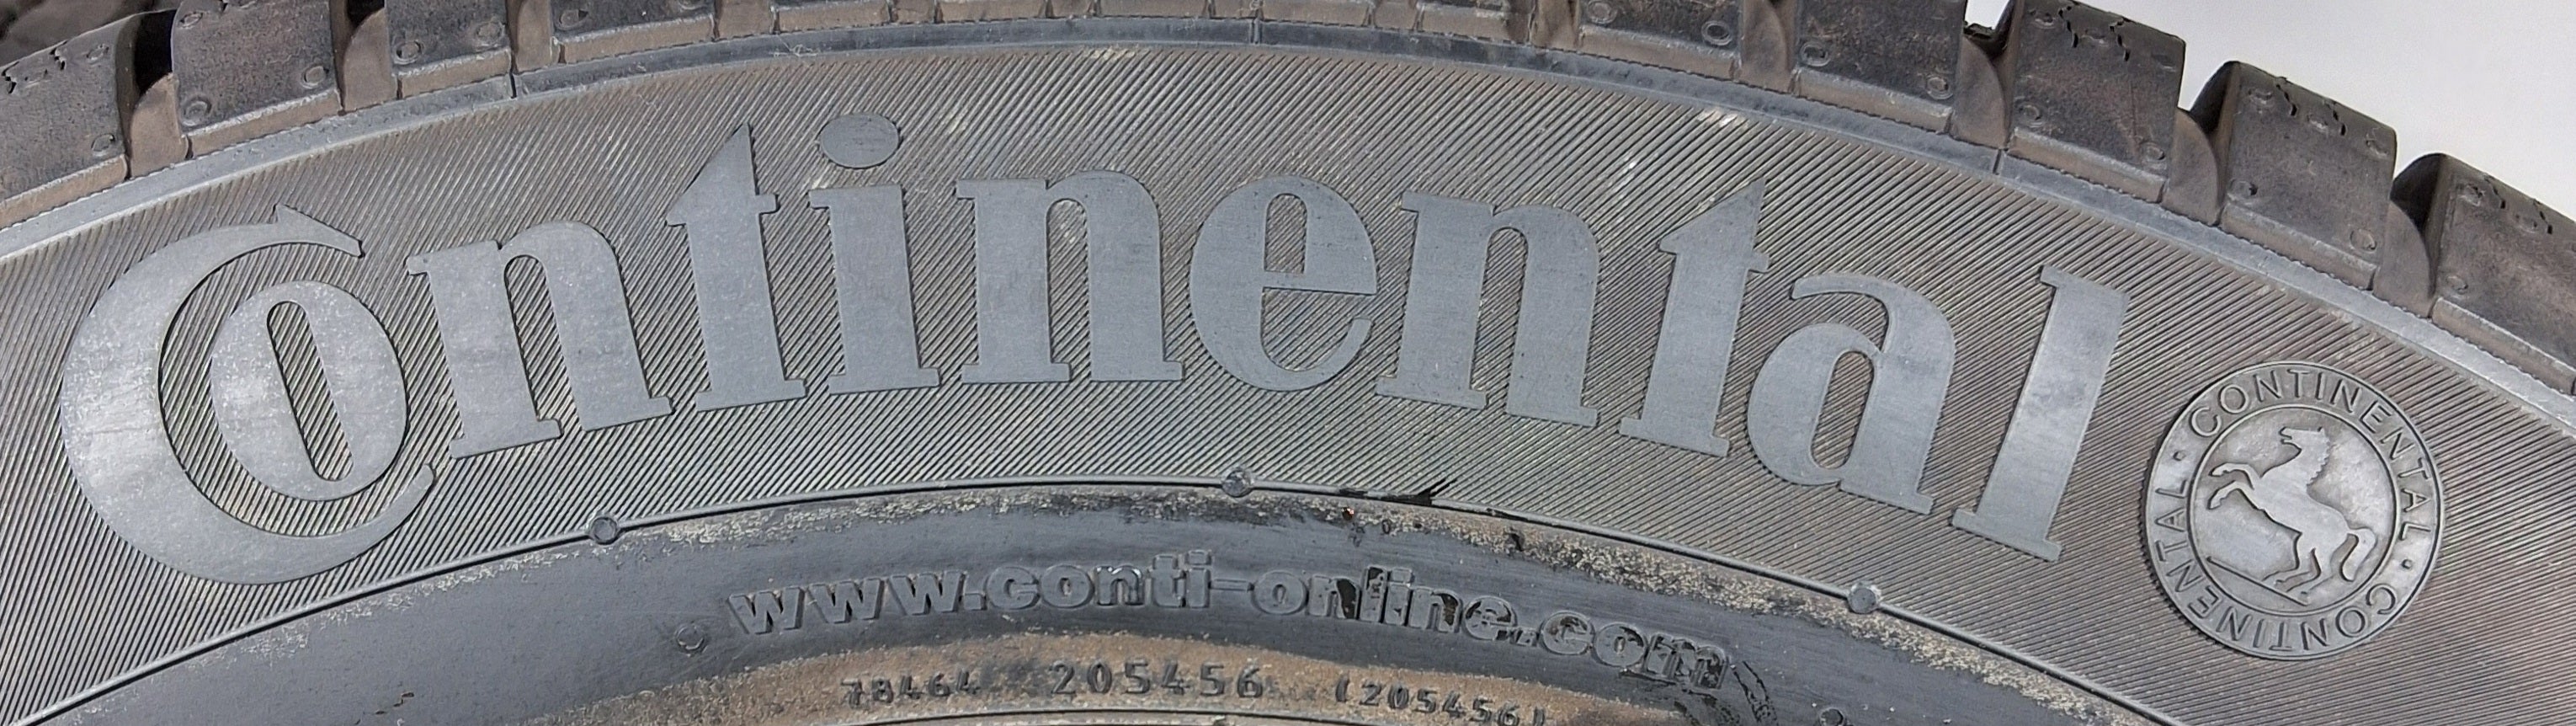 Continental
CONTINENTAL · CONTINENTAL ·
www.conti-online.com
78464 205456 (205456)